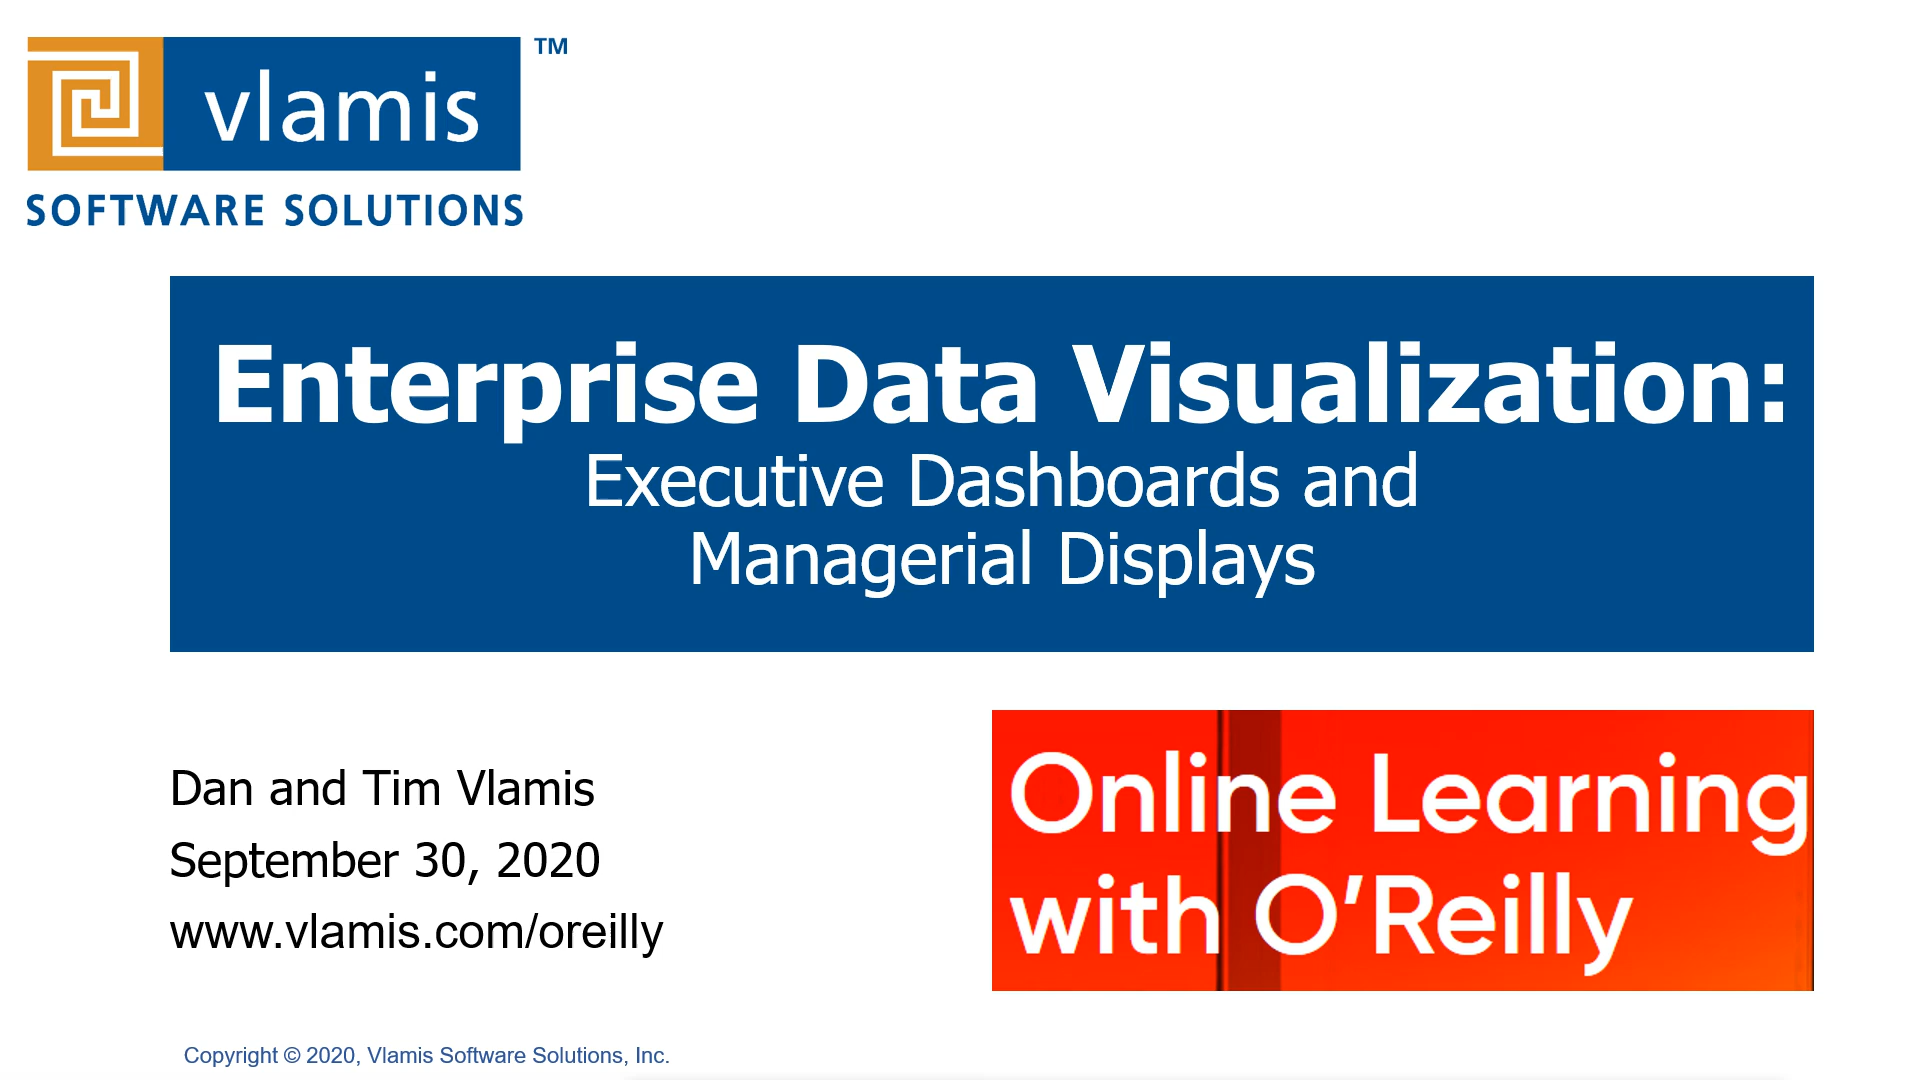 vlamis
TM
SOFTWARE SOLUTIONS
Enterprise Data Visualization:
Executive Dashboards and
Managerial Displays
Dan and Tim Vlamis
September 30, 2020
www.vlamis.com/oreilly
Online Learning
with O’Reilly
Copyright © 2020, Vlamis Software Solutions, Inc.